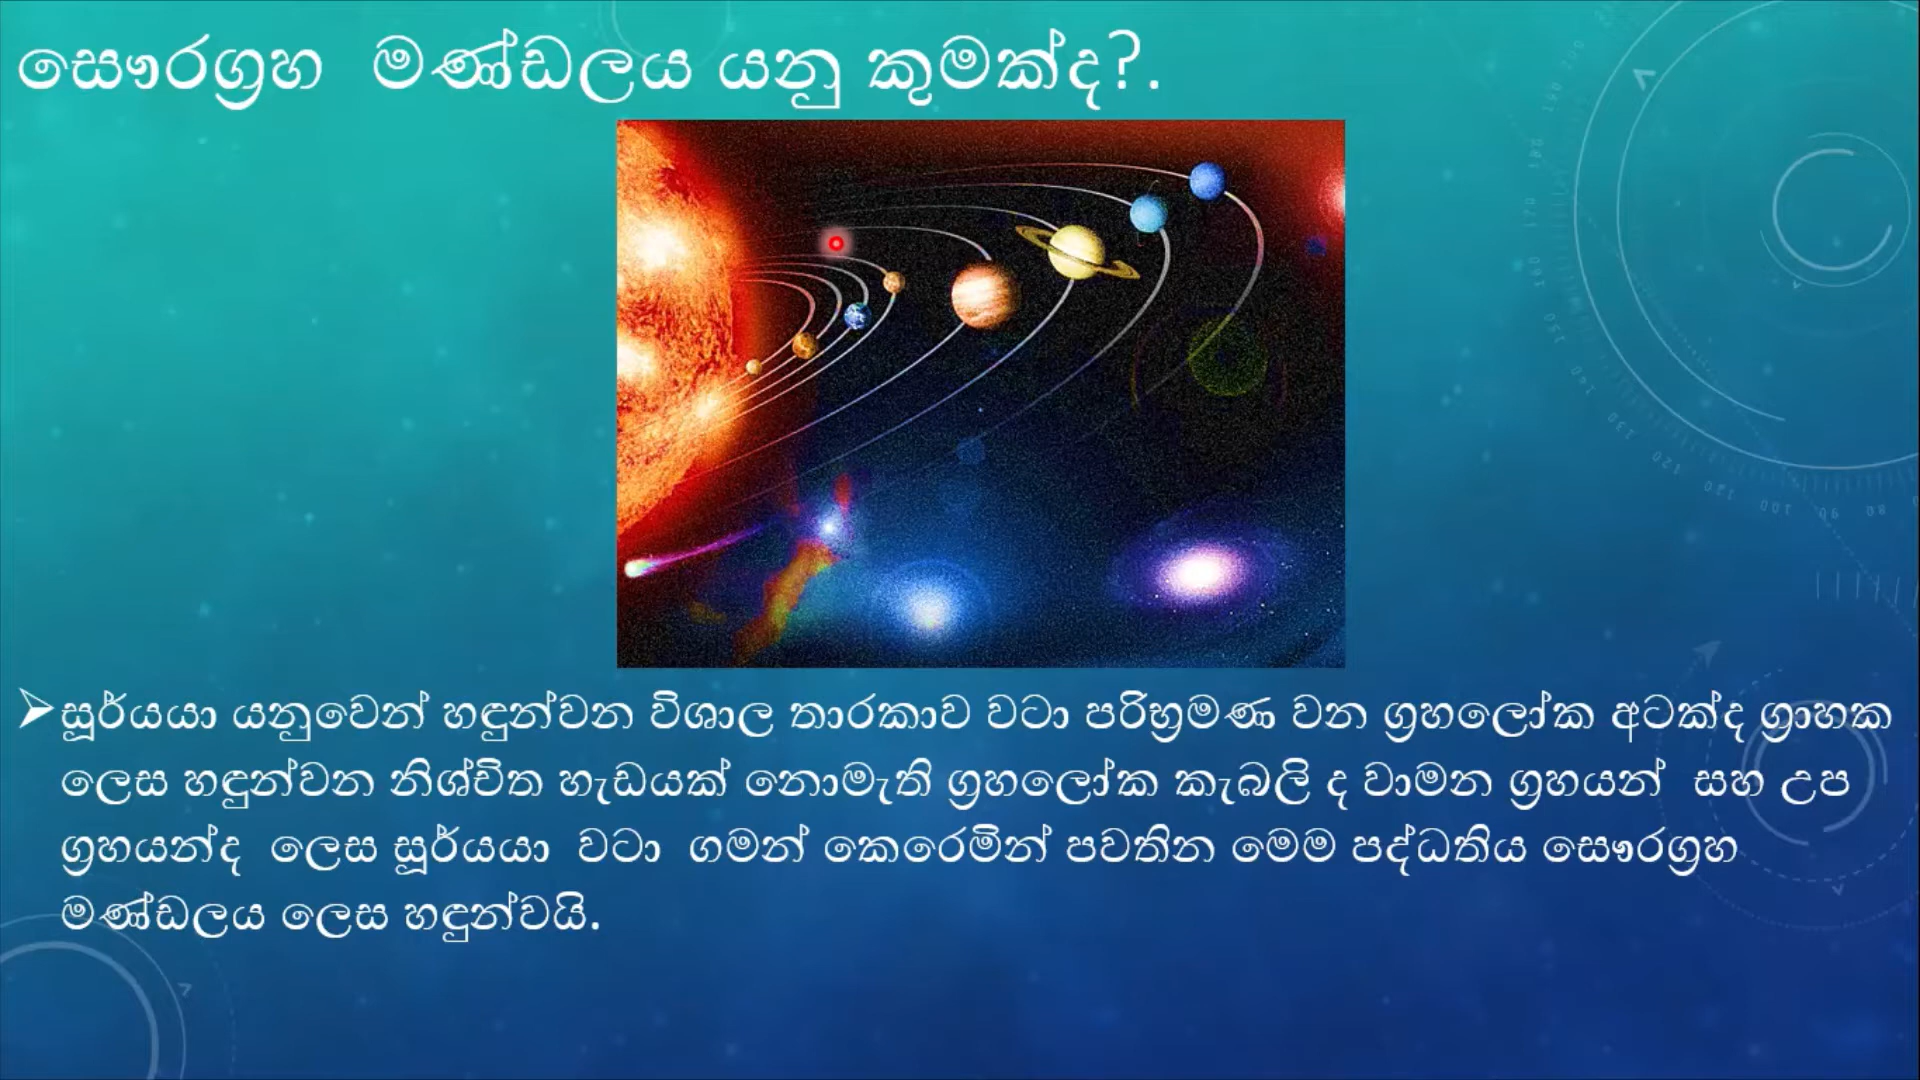 සෞරග්‍රහ මණ්ඩලය යනු කුමක්ද?.
සූර්යයා යනුවෙන් හඳුන්වන විශාල තාරකාව වටා පරිභ්‍රමණ වන ග්‍රහලෝක අටක්ද ග්‍රාහක
ලෙස හඳුන්වන නිශ්චිත හැඩයක් නොමැති ග්‍රහලෝක කැබලි ද වාමන ග්‍රහයන් සහ උප
ග්‍රහයන්ද ලෙස සූර්යයා වටා ගමන් කෙරෙමින් පවතින මෙම පද්ධතිය සෞරග්‍රහ
මණ්ඩලය ලෙස හඳුන්වයි.